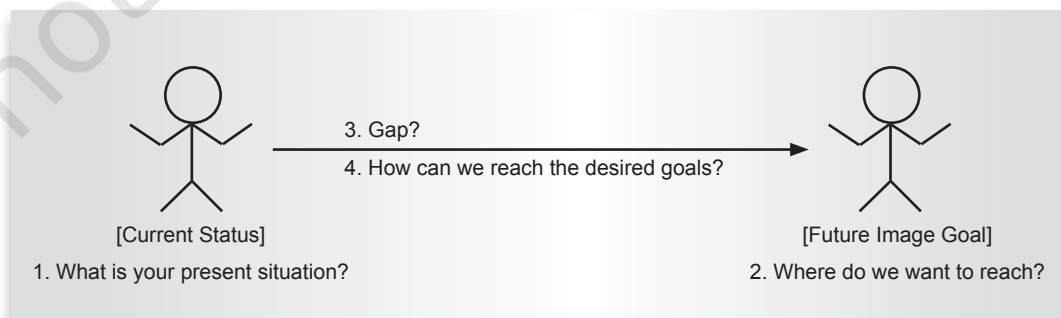 3. Gap?
4. How can we reach the desired goals?
[Current Status]
[Future Image Goal]
1. What is your present situation?
2. Where do we want to reach?